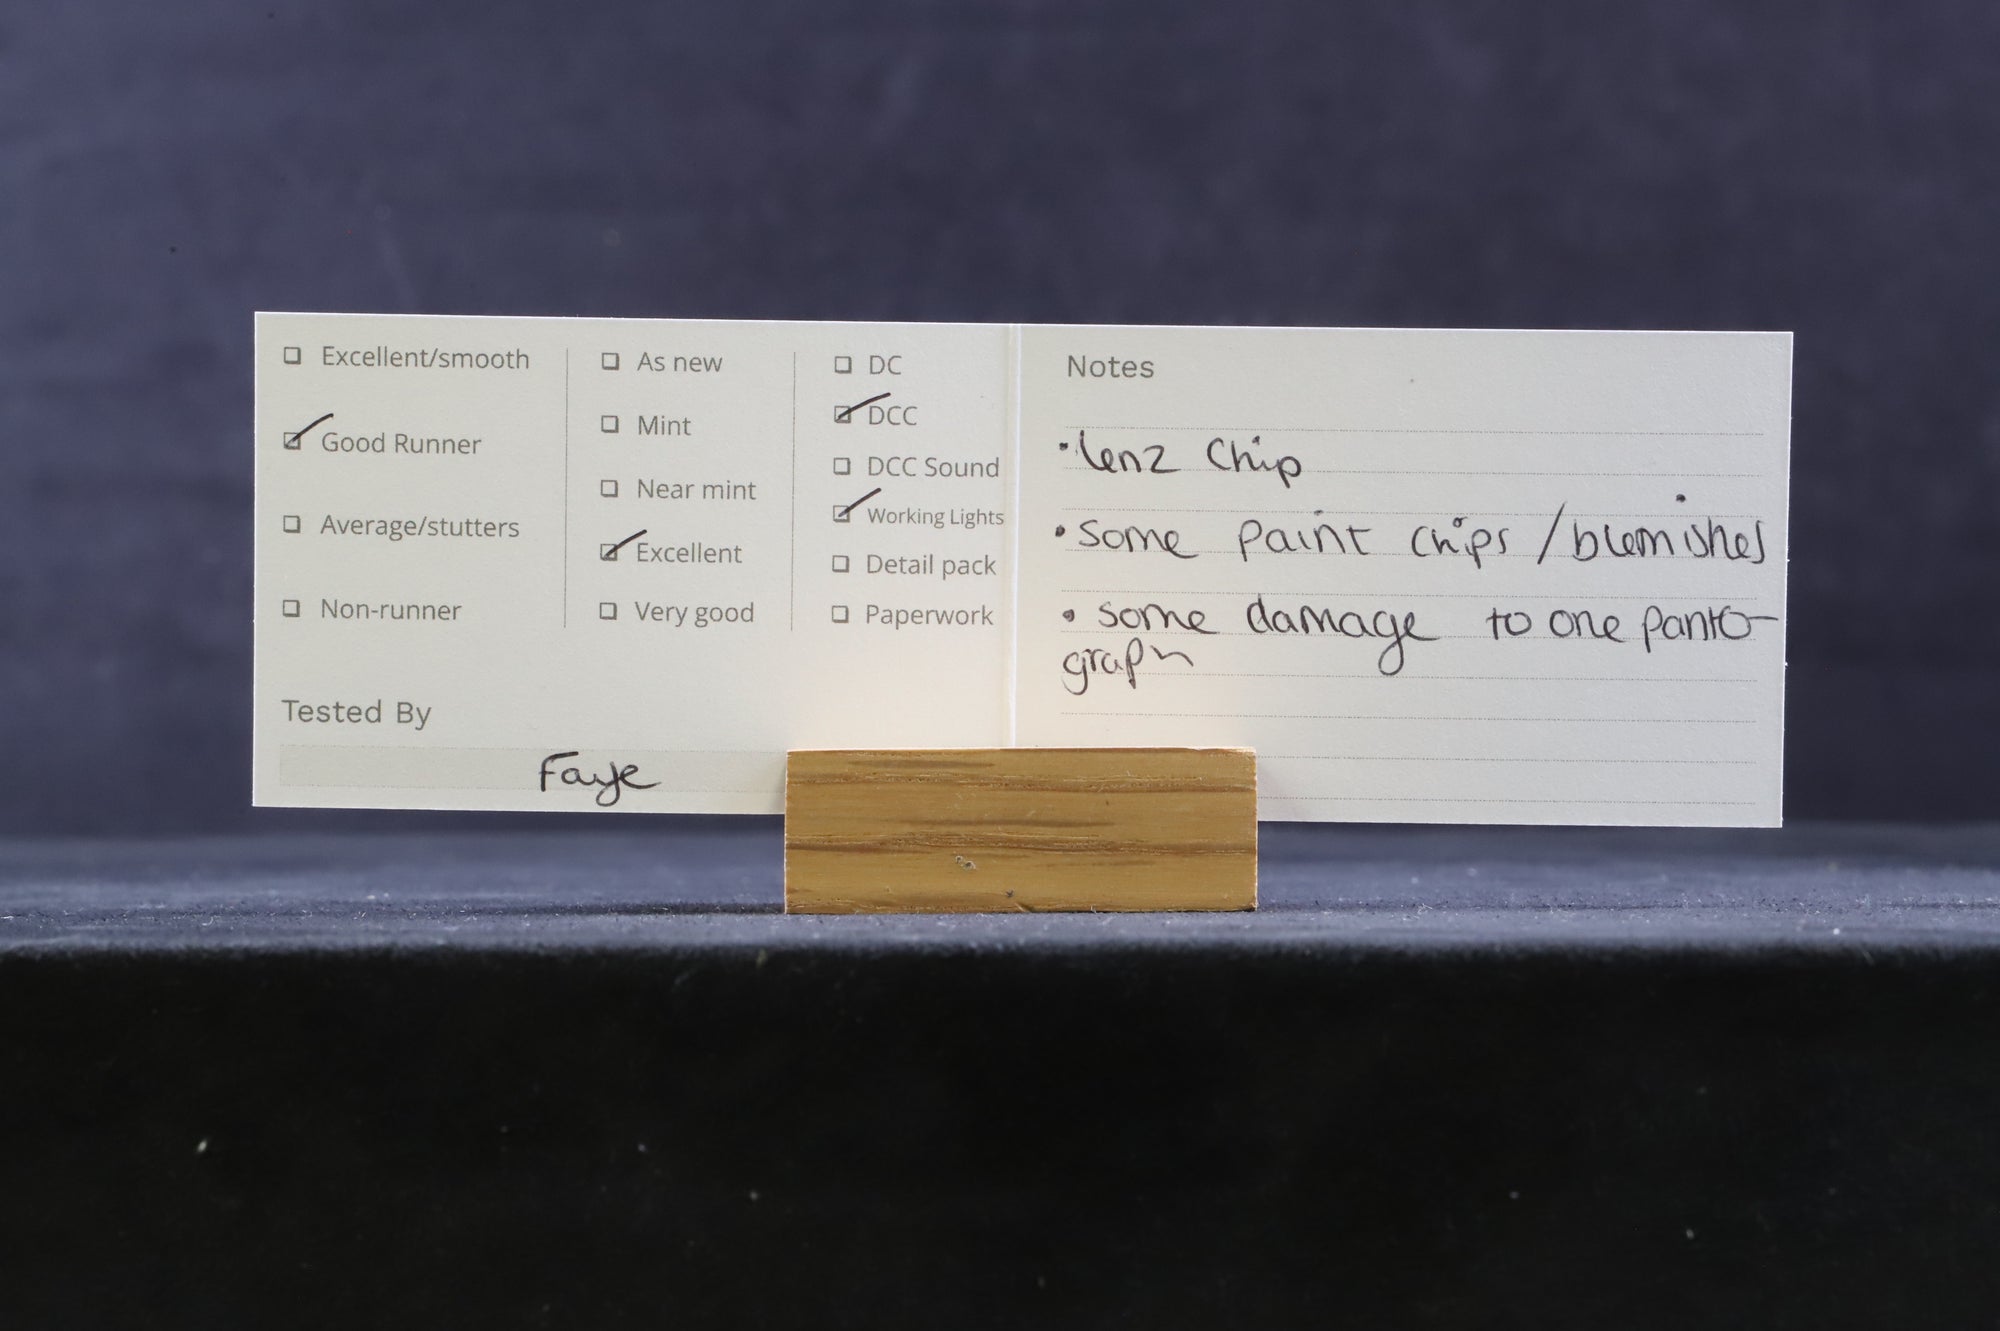 Excellent/smooth
Good Runner
Average/stutters
Non-runner
As new
Mint
Near mint
Excellent
Very good
DC
DCC
DCC Sound
Working Lights
Detail pack
Paperwork
Tested By
Faye
Notes
• Lenz Chip
• Some paint chips / blemishes
• some damage to one panto-
graph